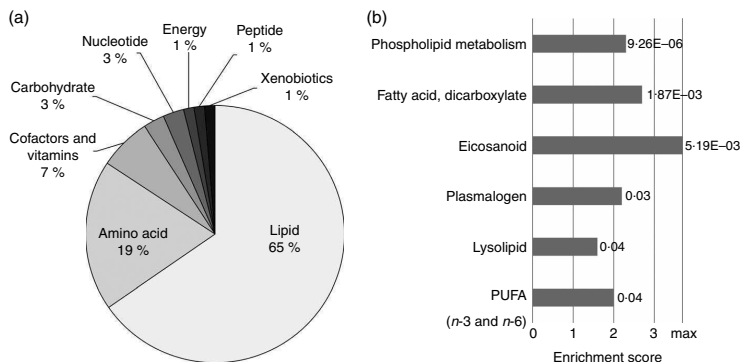 (a)
Energy
1 %
Peptide
1 %
Nucleotide
3 %
Xenobiotics
1 %
Carbohydrate
3 %
Cofactors and
vitamins
7 %
Amino acid
19 %
Lipid
65 %
(b)
Phospholipid metabolism
9·26E–06
Fatty acid, dicarboxylate
1·87E–03
Eicosanoid
5·19E–03
Plasmalogen
0·03
Lysolipid
0·04
PUFA
(n-3 and n-6)
0·04
0 1 2 3 max
Enrichment score